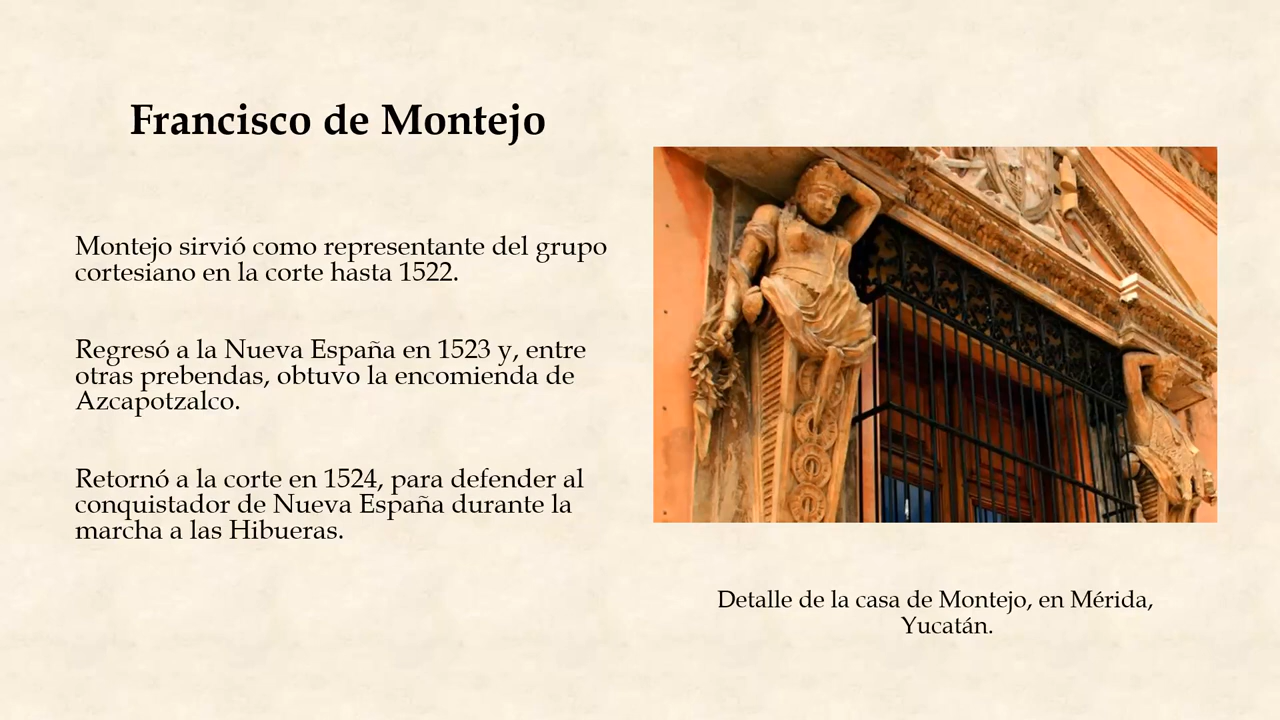 Francisco de Montejo
Montejo sirvió como representante del grupo
cortesiano en la corte hasta 1522.
Regresó a la Nueva España en 1523 y, entre
otras prebendas, obtuvo la encomienda de
Azcapotzalco.
Retornó a la corte en 1524, para defender al
conquistador de Nueva España durante la
marcha a las Hibueras.
Detalle de la casa de Montejo, en Mérida,
Yucatán.